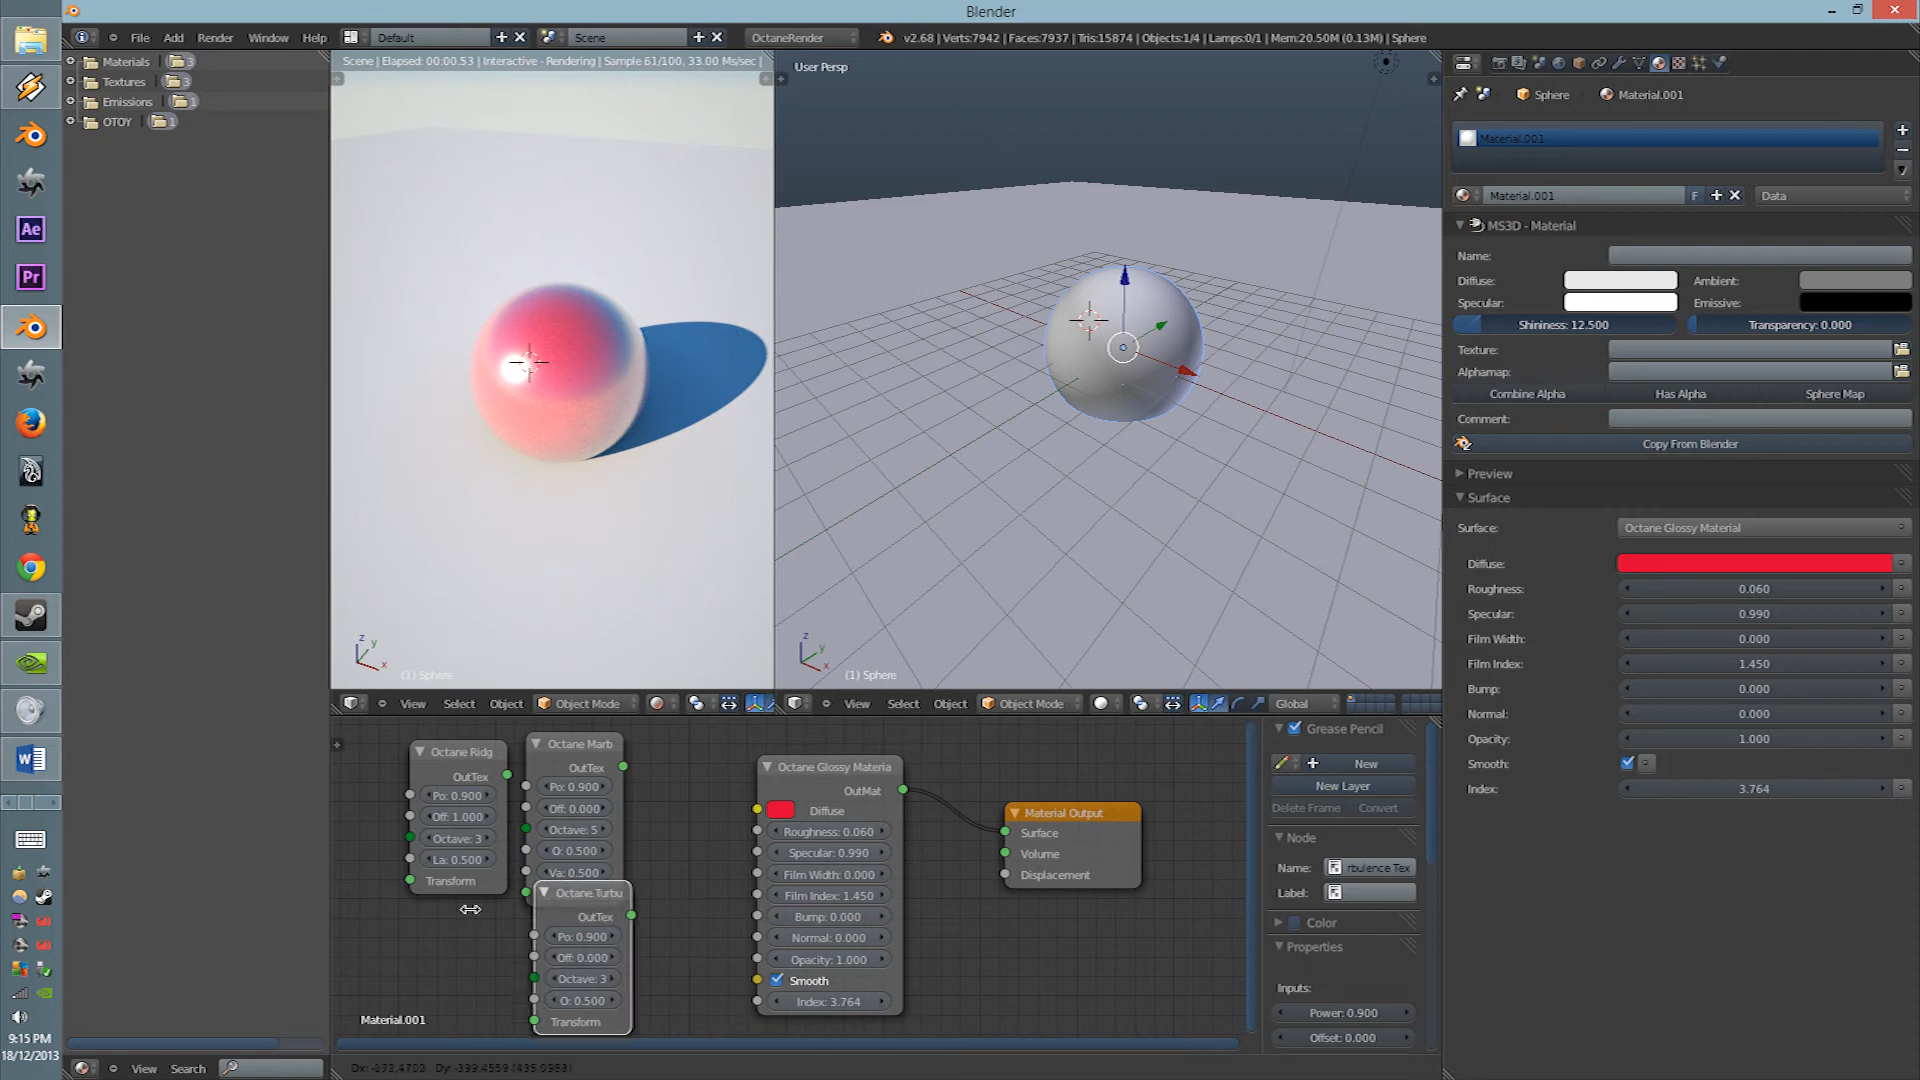 Blender
File Add Render Window Help Default Scene OctaneRender v2.68 | Verts:7942 | Faces:7937 | Tris:15874 | Objects:1/4 | Lamps:0/1 | Mem:20.50M (0.13M) | Sphere
Materials 3
Textures 3
Emissions 1
OTOY 1
Scene | Elapsed: 00:00.53 | Interactive - Rendering | Sample 61/100, 33.00 Ms/sec |
z
y
x
(1) Sphere
User Persp
z
y
x
(1) Sphere
View Select Object Object Mode
View Select Object Object Mode Global
Sphere Material.001
Material.001
Material.001 F Data
MS3D - Material
Name:
Diffuse: Ambient:
Specular: Emissive:
Shininess: 12.500 Transparency: 0.000
Texture:
Alphamap:
Combine Alpha Has Alpha Sphere Map
Comment:
Copy From Blender
Preview
Surface
Surface: Octane Glossy Material
Diffuse:
Roughness: 0.060
Specular: 0.990
Film Width: 0.000
Film Index: 1.450
Bump: 0.000
Normal: 0.000
Opacity: 1.000
Smooth:
Index: 3.764
Octane Ridg
OutTex
Po: 0.900
Off: 1.000
Octave: 3
La: 0.500
Transform
Octane Marb
OutTex
Po: 0.900
Off: 0.000
Octave: 5
O: 0.500
Va: 0.500
Octane Turbu
OutTex
Po: 0.900
Off: 0.000
Octave: 3
O: 0.500
Transform
Octane Glossy Materia
OutMat
Diffuse
Roughness: 0.060
Specular: 0.990
Film Width: 0.000
Film Index: 1.450
Bump: 0.000
Normal: 0.000
Opacity: 1.000
Smooth
Index: 3.764
Material Output
Surface
Volume
Displacement
Material.001
Grease Pencil
New
New Layer
Delete Frame Convert
Node
Name: rbulence Tex
Label:
Color
Properties
Inputs:
Power: 0.900
Offset: 0.000
Ae
Pr
9:15 PM
18/12/2013
View Search